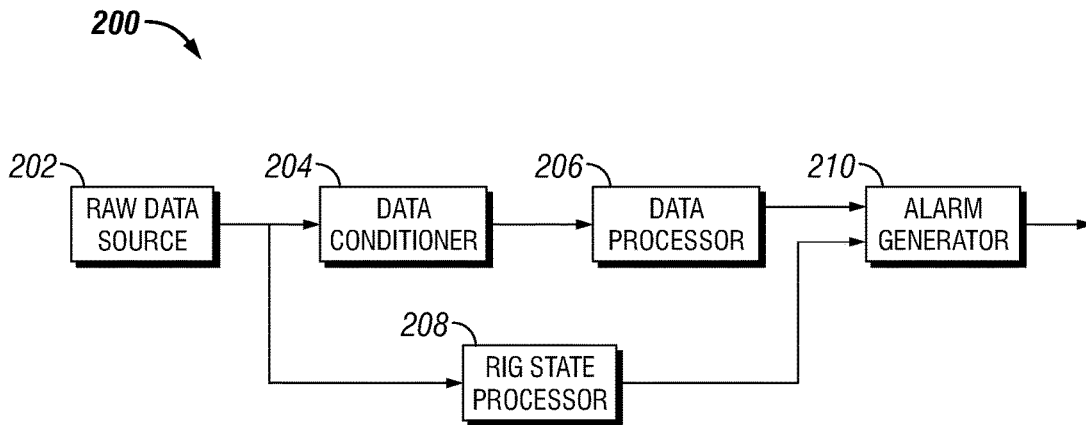 200
202
RAW DATA
SOURCE
204
DATA
CONDITIONER
206
DATA
PROCESSOR
210
ALARM
GENERATOR
208
RIG STATE
PROCESSOR